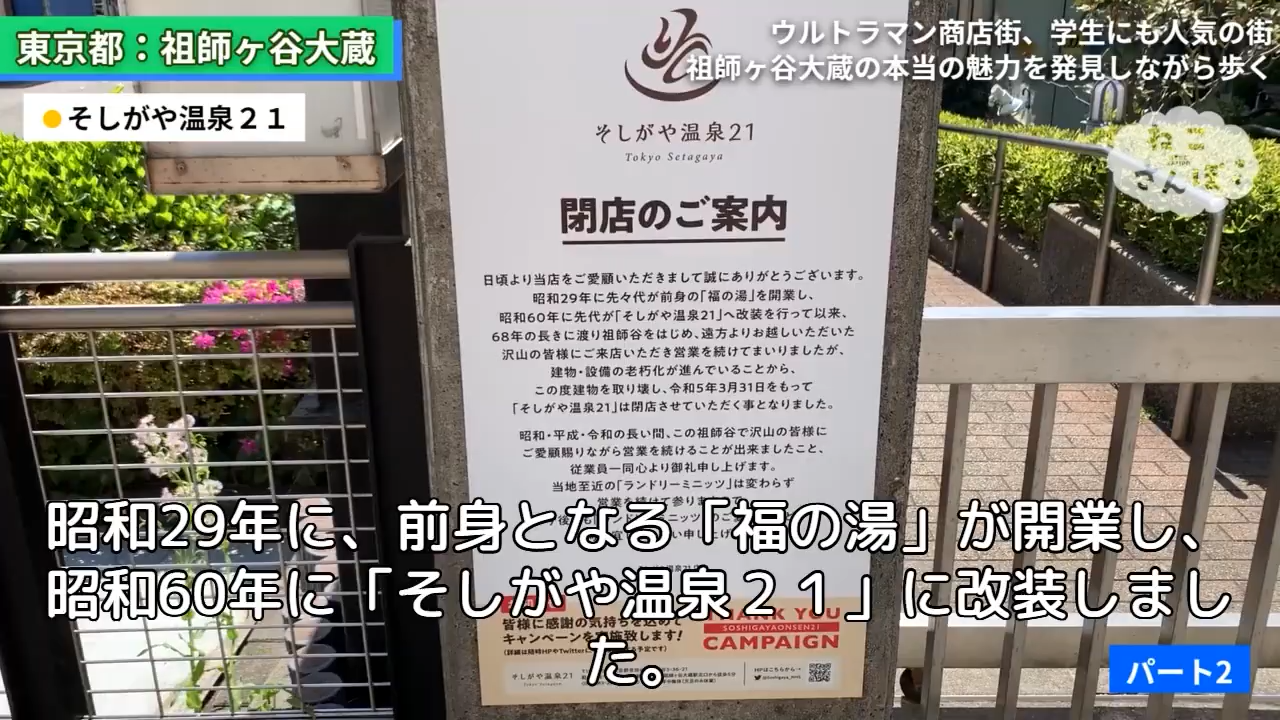 東京都：祖師ヶ谷大蔵
ウルトラマン商店街、学生にも人気の街
祖師ヶ谷大蔵の本当の魅力を発見しながら歩く
そしがや温泉２１
そしがや温泉21
Tokyo Setagaya
閉店のご案内
日頃より当店をご愛顧いただきまして誠にありがとうございます。
昭和29年に先々代が前身の「福の湯」を開業し、
昭和60年に先代が「そしがや温泉21」へ改装を行って以来、
68年の長きに渡り祖師谷をはじめ、遠方よりお越しいただいた
沢山の皆様にご来店いただき営業を続けてまいりましたが、
建物・設備の老朽化が進んでいることから、
この度建物を取り壊し、令和5年3月31日をもって
「そしがや温泉21」は閉店させていただく事となりました。
昭和・平成・令和の長い間、この祖師谷で沢山の皆様に
ご愛顧賜りながら営業を続けることが出来ましたこと、
従業員一同心より御礼申し上げます。
当地至近の「ランドリーミニッツ」は変わらず
昭和29年に、前身となる「福の湯」が開業し、
昭和60年に「そしがや温泉２１」に改装しまし
た。
皆様に感謝の気持ちを込めて
キャンペーンを実施致します!
THANK YOU
SOSHIGAYAONSEN21
CAMPAIGN
そしがや温泉21
Tokyo Setagaya
HPはこちらから→
パート2